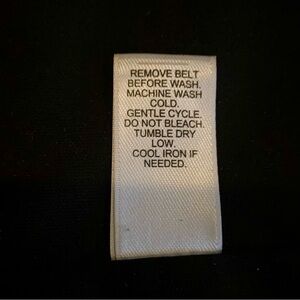 REMOVE BELT
BEFORE WASH.
MACHINE WASH
COLD.
GENTLE CYCLE.
DO NOT BLEACH.
TUMBLE DRY
LOW.
COOL IRON IF
NEEDED.